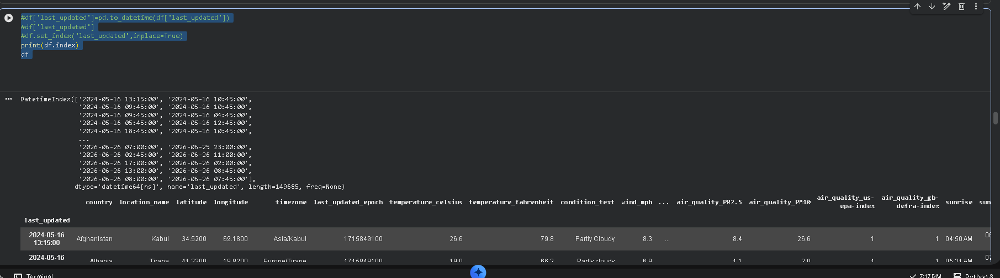 #df['last_updated']=pd.to_datetime(df['last_updated'])
#df['last_updated']
#df.set_index('last_updated',inplace=True)
print(df.index)
df
DatetimeIndex(['2024-05-16 13:15:00', '2024-05-16 10:45:00',
'2024-05-16 09:45:00', '2024-05-16 10:45:00',
'2024-05-16 09:45:00', '2024-05-16 04:45:00',
'2024-05-16 05:45:00', '2024-05-16 12:45:00',
'2024-05-16 18:45:00', '2024-05-16 10:45:00',
...
'2026-06-26 07:00:00', '2026-06-25 23:00:00',
'2026-06-26 02:45:00', '2026-06-26 11:00:00',
'2026-06-26 17:00:00', '2026-06-26 02:00:00',
'2026-06-26 13:00:00', '2026-06-26 08:45:00',
'2026-06-26 08:00:00', '2026-06-26 07:45:00'],
dtype='datetime64[ns]', name='last_updated', length=149685, freq=None)
country location_name latitude longitude timezone last_updated_epoch temperature_celsius temperature_fahrenheit condition_text wind_mph ... air_quality_PM2.5 air_quality_PM10 air_quality_us-epa-index air_quality_gb-defra-index sunrise sun
last_updated
2024-05-16 13:15:00 Afghanistan Kabul 34.5200 69.1800 Asia/Kabul 1715849100 26.6 79.8 Partly Cloudy 8.3 ... 8.4 26.6 1 1 04:50 AM 06
2024-05-16 Albania Tirana 41.3300 19.8200 Europe/Tirane 1715849100 19.0 66.2 Partly cloudy 6.9 ... 1.1 2.0 1 1 05:21 AM 07
s Terminal 7:17 PM Python 3